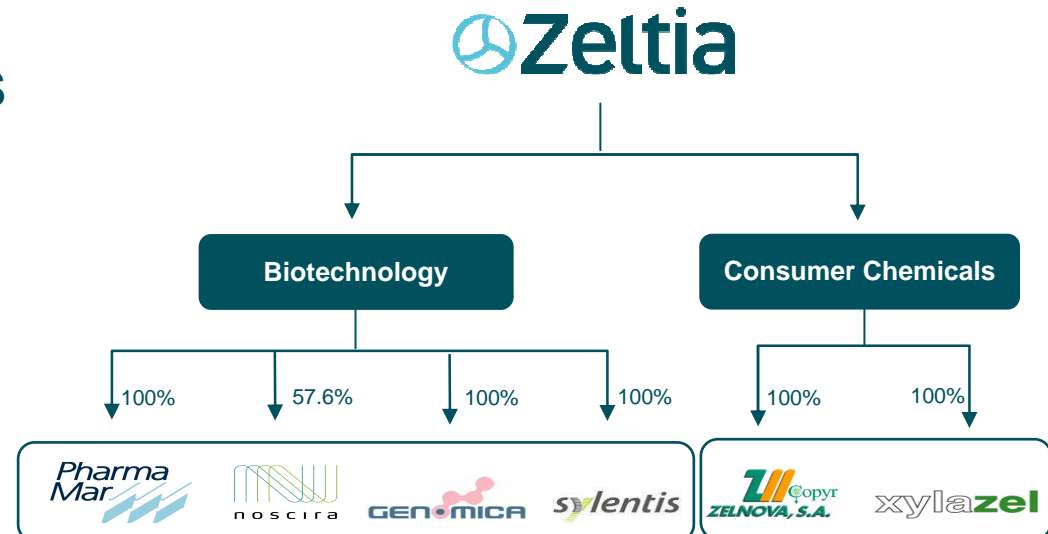 Zeltia
s
Biotechnology
Consumer Chemicals
100%
57.6%
100%
100%
100%
100%
Pharma
Mar
noscira
GENOMICA
sylentis
Copyr
ZELNOVA, S.A.
xylazel